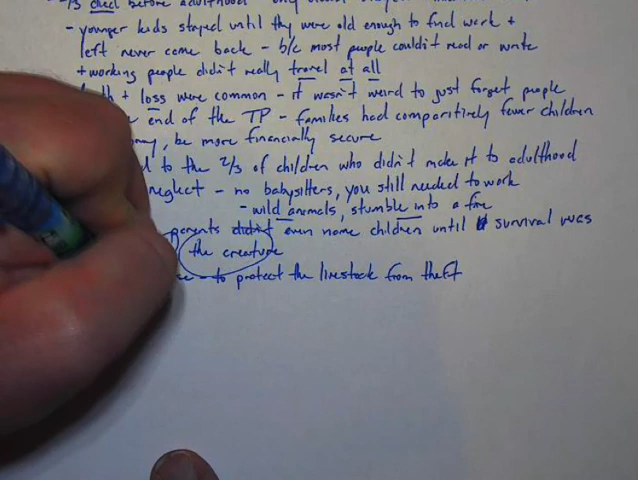 died before adulthood - only
- younger kids stayed until they were old enough to find work +
left never came back - b/c most people couldn't read or write
+ working people didn't really travel at all
+ loss were common - it wasn't weird to just forget people
end of the TP - families had comparitively fewer children
be more financially secure
to the 2/3 of children who didn't make it to adulthood
neglect - no babysitters, you still needed to work
- wild animals, stumble into a fire
parents didn't even name children until survival was
the creature
- to protect the livestock from theft